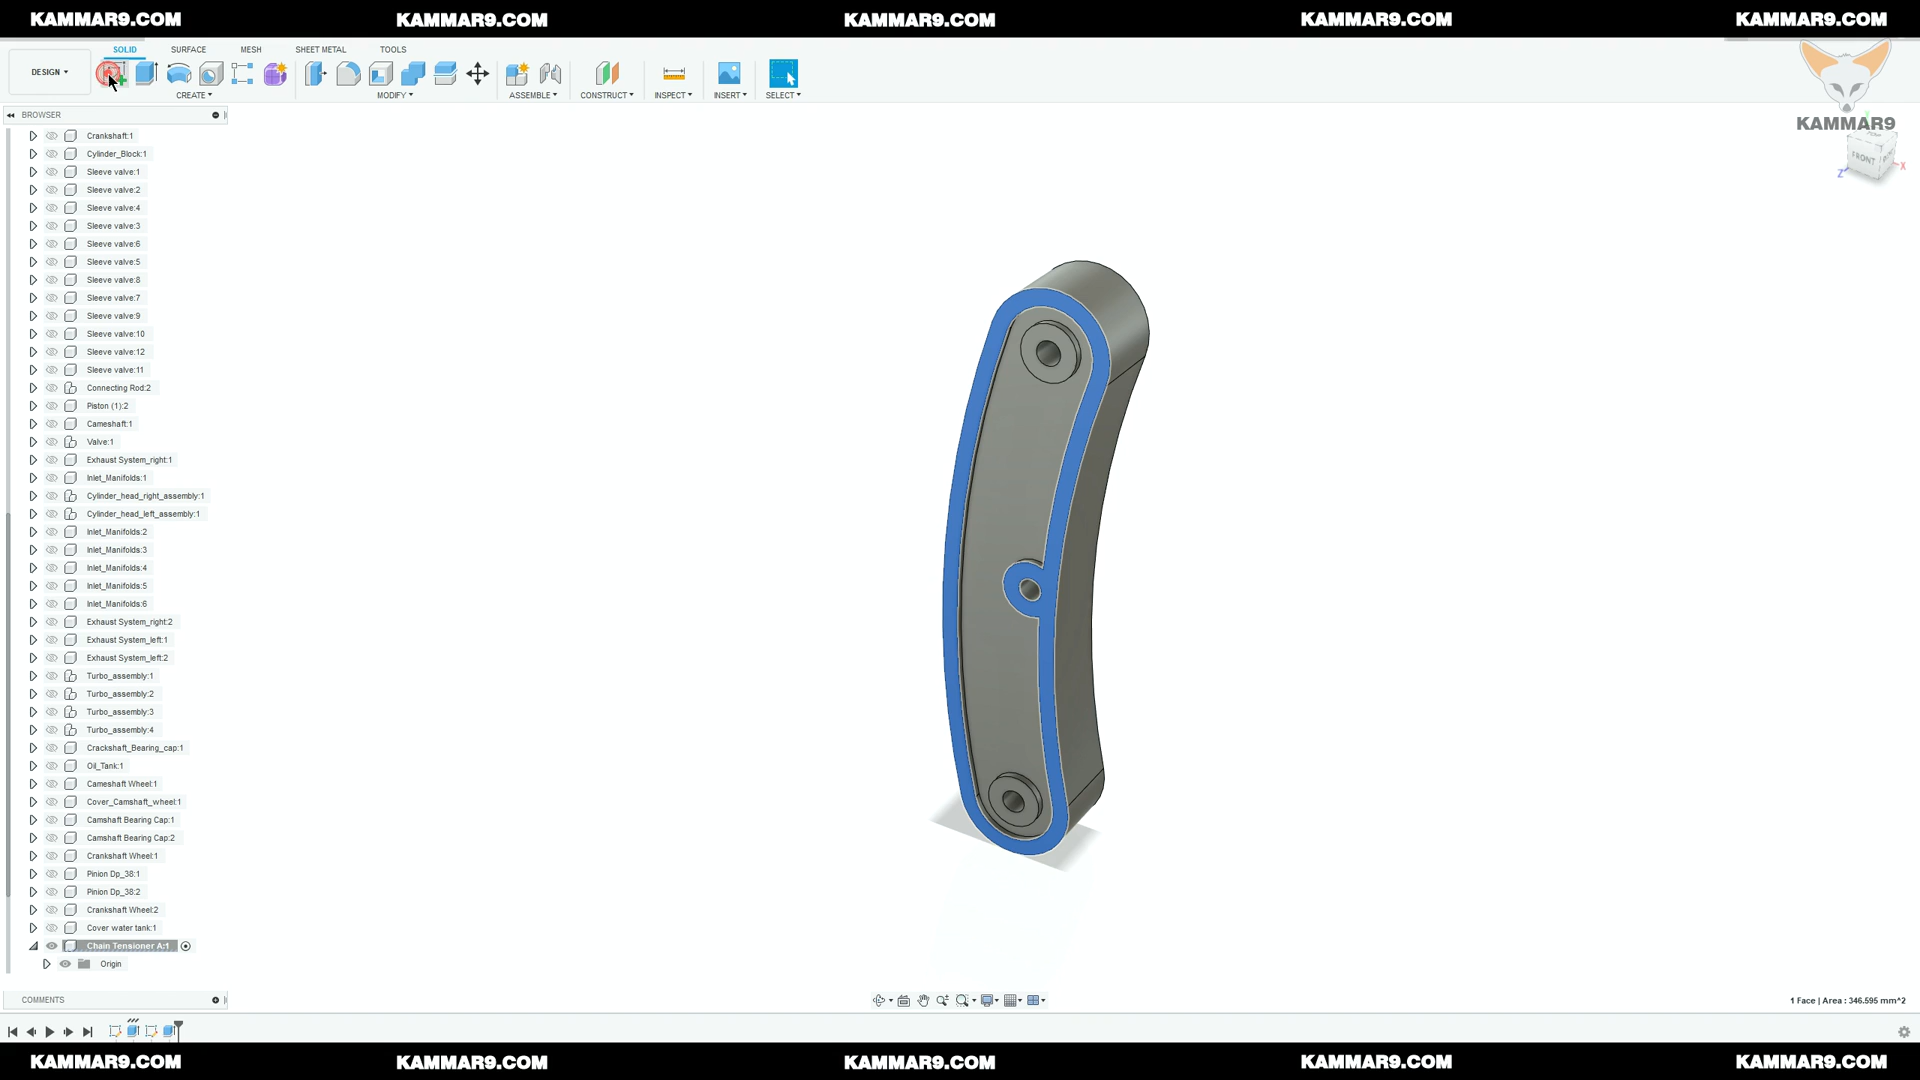 KAMMAR9.COM KAMMAR9.COM KAMMAR9.COM KAMMAR9.COM KAMMAR9.COM
SOLID SURFACE MESH SHEET METAL TOOLS
DESIGN
CREATE MODIFY ASSEMBLE CONSTRUCT INSPECT INSERT SELECT
KAMMAR9
FRONT
X
Z
BROWSER
Crankshaft:1
Cylinder_Block:1
Sleeve valve:1
Sleeve valve:2
Sleeve valve:4
Sleeve valve:3
Sleeve valve:6
Sleeve valve:5
Sleeve valve:8
Sleeve valve:7
Sleeve valve:9
Sleeve valve:10
Sleeve valve:12
Sleeve valve:11
Connecting Rod:2
Piston (1):2
Cameshaft:1
Valve:1
Exhaust System_right:1
Inlet_Manifolds:1
Cylinder_head_right_assembly:1
Cylinder_head_left_assembly:1
Inlet_Manifolds:2
Inlet_Manifolds:3
Inlet_Manifolds:4
Inlet_Manifolds:5
Inlet_Manifolds:6
Exhaust System_right:2
Exhaust System_left:1
Exhaust System_left:2
Turbo_assembly:1
Turbo_assembly:2
Turbo_assembly:3
Turbo_assembly:4
Crackshaft_Bearing_cap:1
Oil_Tank:1
Cameshaft Wheel:1
Cover_Camshaft_wheel:1
Camshaft Bearing Cap:1
Camshaft Bearing Cap:2
Crankshaft Wheel:1
Pinion Dp_38:1
Pinion Dp_38:2
Crankshaft Wheel:2
Cover water tank:1
Chain Tensioner A:1
Origin
COMMENTS
1 Face | Area : 346.595 mm^2
KAMMAR9.COM KAMMAR9.COM KAMMAR9.COM KAMMAR9.COM KAMMAR9.COM